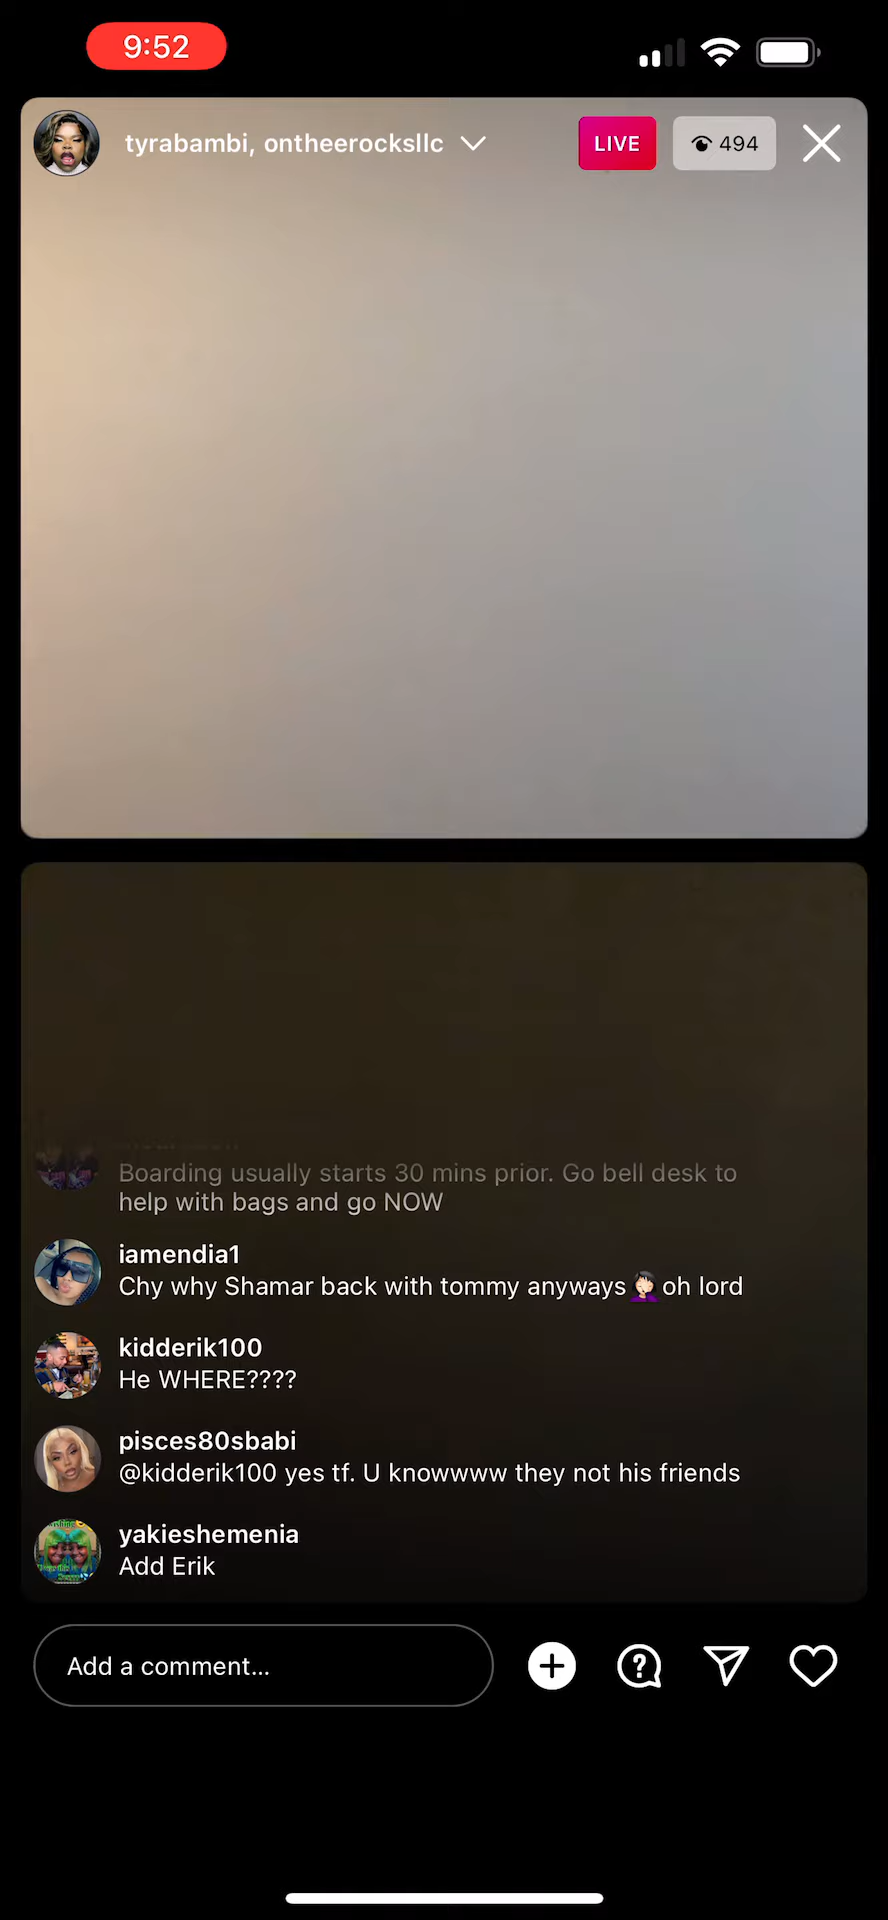 9:52
tyrabambi, ontheerocksllc
LIVE
494
Boarding usually starts 30 mins prior. Go bell desk to
help with bags and go NOW
iamendia1
Chy why Shamar back with tommy anyways🤦🏻‍♀️oh lord
kidderik100
He WHERE????
pisces80sbabi
@kidderik100 yes tf. U knowwww they not his friends
yakieshemenia
Add Erik
Add a comment...